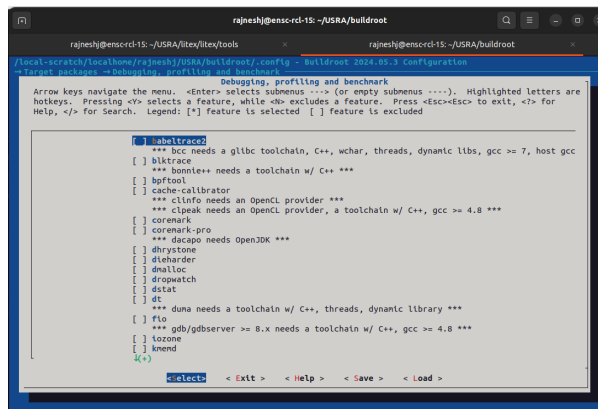 rajneshj@ensc-rcl-15: ~/USRA/buildroot
rajneshj@ensc-rcl-15: ~/USRA/litex/litex/tools
rajneshj@ensc-rcl-15: ~/USRA/buildroot
/local-scratch/localhome/rajneshj/USRA/buildroot/.config - Buildroot 2024.05.3 Configuration
→ Target packages → Debugging, profiling and benchmark
Debugging, profiling and benchmark
Arrow keys navigate the menu. <Enter> selects submenus ---> (or empty submenus ----). Highlighted letters are
hotkeys. Pressing <Y> selects a feature, while <N> excludes a feature. Press <Esc><Esc> to exit, <?> for
Help, </> for Search. Legend: [*] feature is selected [ ] feature is excluded
[ ] babeltrace2
*** bcc needs a glibc toolchain, C++, wchar, threads, dynamic libs, gcc >= 7, host gcc
[ ] blktrace
*** bonnie++ needs a toolchain w/ C++ ***
[ ] bpftool
[ ] cache-calibrator
*** clinfo needs an OpenCL provider ***
*** clpeak needs an OpenCL provider, a toolchain w/ C++, gcc >= 4.8 ***
[ ] coremark
[ ] coremark-pro
*** dacapo needs OpenJDK ***
[ ] dhrystone
[ ] dieharder
[ ] dmalloc
[ ] dropwatch
[ ] dstat
[ ] dt
*** duma needs a toolchain w/ C++, threads, dynamic library ***
[ ] fio
*** gdb/gdbserver >= 8.x needs a toolchain w/ C++, gcc >= 4.8 ***
[ ] iozone
[ ] kmemd
↓(+)
<Select> < Exit > < Help > < Save > < Load >